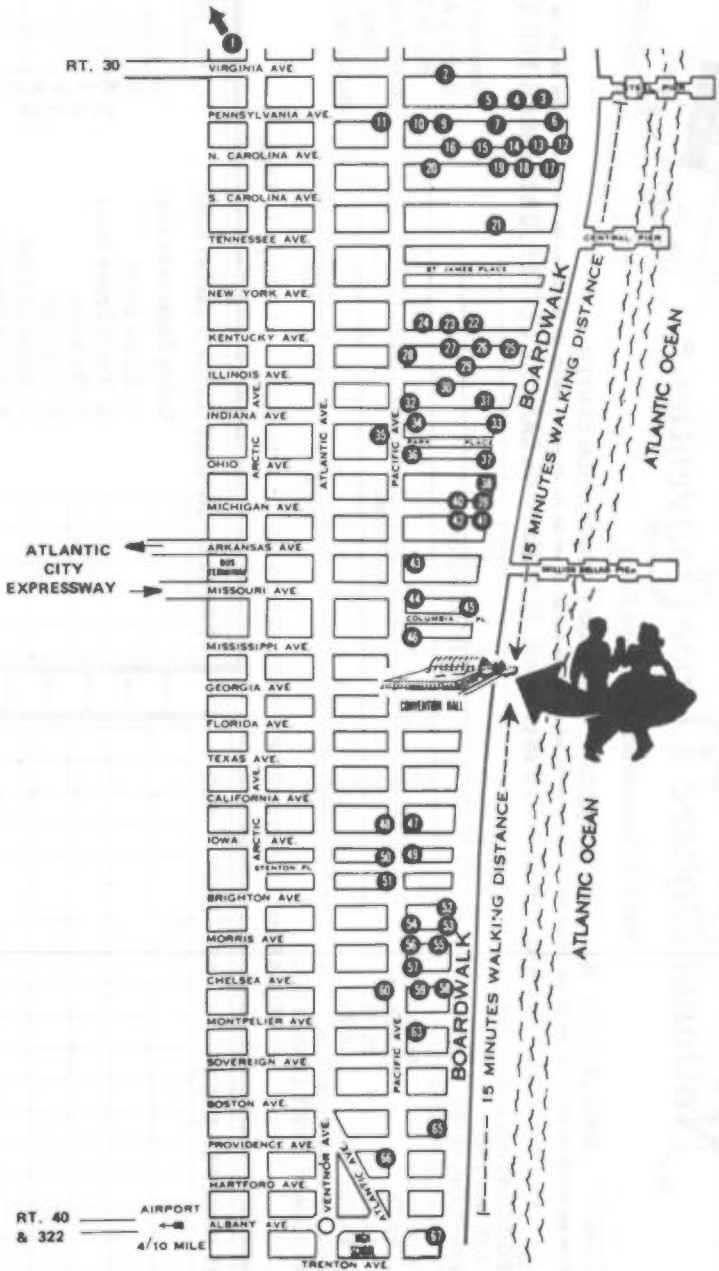 1
RT. 30
VIRGINIA AVE.
2
5 4 3
PENNSYLVANIA AVE.
11 10 9 7 6
16 15 14 13 12
N. CAROLINA AVE.
20 19 18 17
S. CAROLINA AVE.
21
TENNESSEE AVE.
CENTRAL PIER
ST JAMES PLACE
NEW YORK AVE.
24 23 22
KENTUCKY AVE.
28 27 26 25
29
ILLINOIS AVE.
30
32 31
INDIANA AVE.
34 33
35
PARK PLACE
36 37
OHIO AVE.
38
40 39
MICHIGAN AVE.
42 41
ARKANSAS AVE.
ARCTIC AVE.
ATLANTIC AVE.
PACIFIC AVE.
BOARDWALK
15 MINUTES WALKING DISTANCE
ATLANTIC OCEAN
STEEL PIER
ATLANTIC
CITY
EXPRESSWAY
BUS
TERMINAL
43
MILLION DOLLAR PIER
MISSOURI AVE.
44 45
COLUMBIA PL.
46
MISSISSIPPI AVE.
GEORGIA AVE
CONVENTION HALL
FLORIDA AVE.
TEXAS AVE.
CALIFORNIA AVE.
48 47
IOWA AVE.
50 49
STENTON PL.
51
BRIGHTON AVE.
52
54 53
MORRIS AVE
56 55
57
CHELSEA AVE.
60 59 58
MONTPELIER AVE
63
SOVEREIGN AVE.
BOSTON AVE.
65
PROVIDENCE AVE.
66
HARTFORD AVE.
ARCTIC AVE.
PACIFIC AVE.
BOARDWALK
15 MINUTES WALKING DISTANCE
ATLANTIC OCEAN
VENTNOR AVE.
ATLANTIC AVE.
RT. 40
& 322
AIRPORT
4/10 MILE
ALBANY AVE
67
HIGH
SCHOOL
TRENTON AVE.